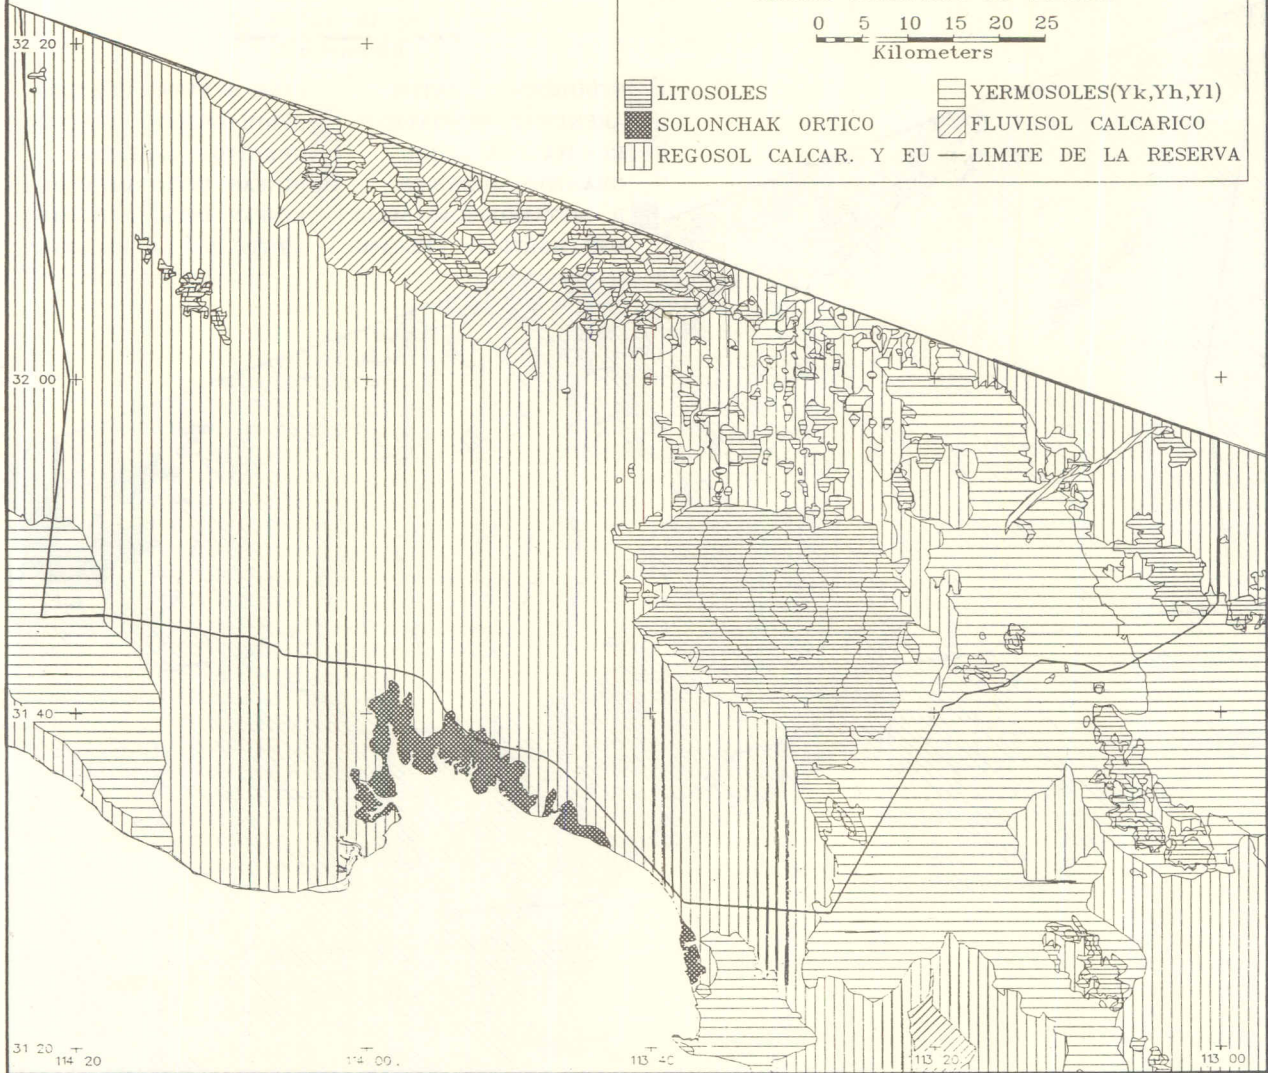 0 5 10 15 20 25
Kilometers
LITOSOLES
SOLONCHAK ORTICO
REGOSOL CALCAR. Y EU
YERMOSOLES(Yk,Yh,Yl)
FLUVISOL CALCARICO
LIMITE DE LA RESERVA
32 20
32 00
31 40
31 20
114 20
114 00.
113 40
113 20
113 00